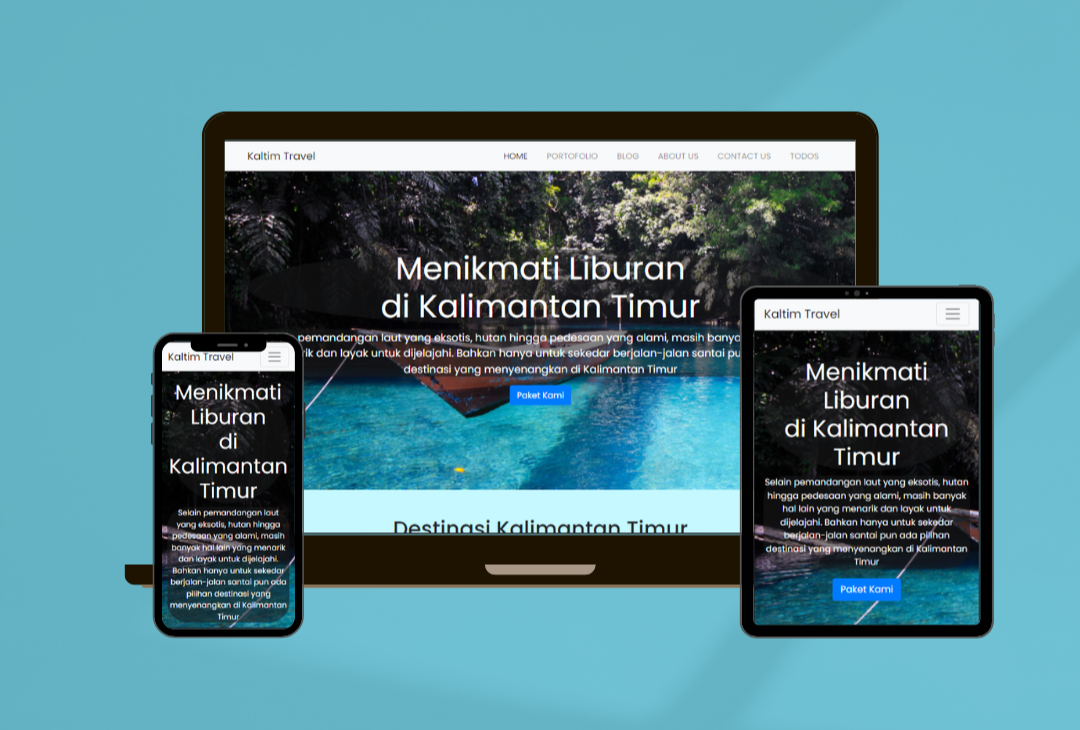 Kaltim Travel
HOME PORTOFOLIO BLOG ABOUT US CONTACT US TODOS
Menikmati Liburan
di Kalimantan Timur
pemandangan laut yang eksotis, hutan hingga pedesaan yang alami, masih banya
rik dan layak untuk dijelajahi. Bahkan hanya untuk sekedar berjalan-jalan santai pu
destinasi yang menyenangkan di Kalimantan Timur
Paket Kami
Destinasi Kalimantan Timur
Kaltim Travel
Menikmati
Liburan
di
Kalimantan
Timur
Selain pemandangan laut
yang eksotis, hutan hingga
pedesaan yang alami, masih
banyak hal lain yang menarik
dan layak untuk dijelajahi.
Bahkan hanya untuk sekedar
berjalan-jalan santai pun ada
pilihan destinasi yang
menyenangkan di Kalimantan
Timur
Kaltim Travel
Menikmati
Liburan
di Kalimantan
Timur
Selain pemandangan laut yang eksotis, hutan
hingga pedesaan yang alami, masih banyak
hal lain yang menarik dan layak untuk
dijelajahi. Bahkan hanya untuk sekedar
berjalan-jalan santai pun ada pilihan
destinasi yang menyenangkan di Kalimantan
Timur
Paket Kami